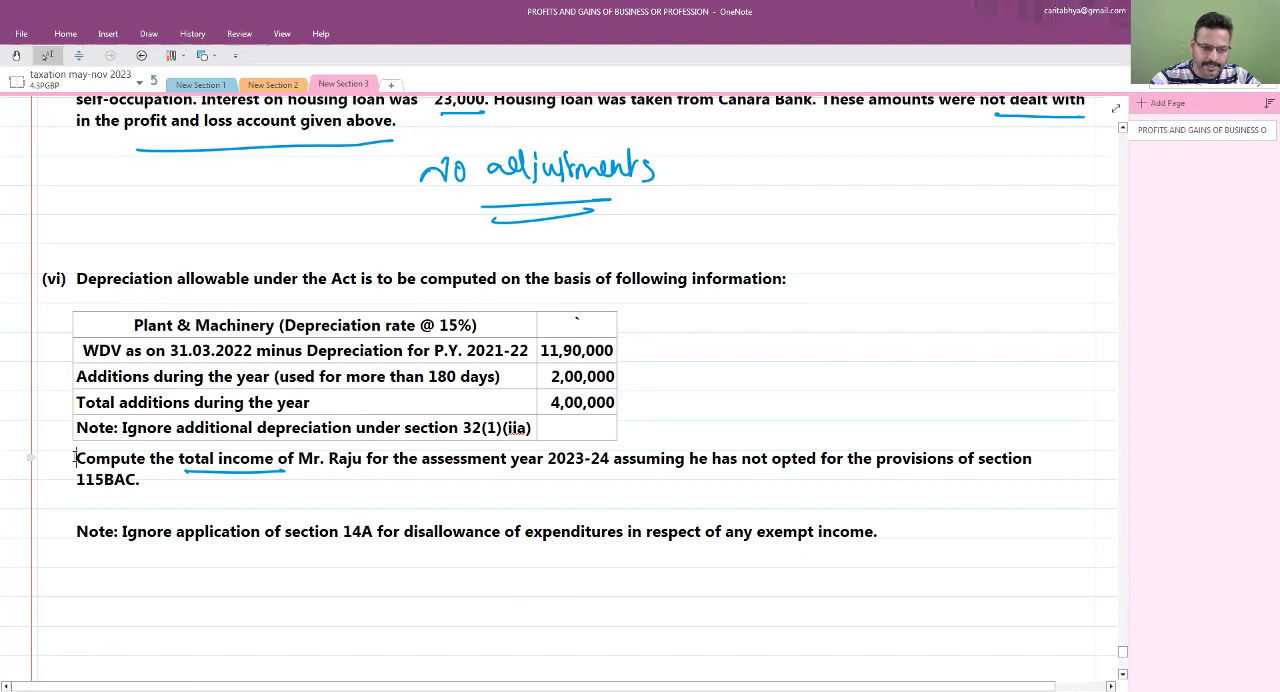 PROFITS AND GAINS OF BUSINESS OR PROFESSION - OneNote
caritabhya@gmail.com
File Home Insert Draw History Review View Help
taxation may-nov 2023
4.3PGBP
5
New Section 1 New Section 2 New Section 3
Add Page
PROFITS AND GAINS OF BUSINESS O
self-occupation. Interest on housing loan was ` 23,000. Housing loan was taken from Canara Bank. These amounts were not dealt with
in the profit and loss account given above.
No adjustments
(vi) Depreciation allowable under the Act is to be computed on the basis of following information:
Plant & Machinery (Depreciation rate @ 15%) `
WDV as on 31.03.2022 minus Depreciation for P.Y. 2021-22 11,90,000
Additions during the year (used for more than 180 days) 2,00,000
Total additions during the year 4,00,000
Note: Ignore additional depreciation under section 32(1)(iia)
Compute the total income of Mr. Raju for the assessment year 2023-24 assuming he has not opted for the provisions of section
115BAC.
Note: Ignore application of section 14A for disallowance of expenditures in respect of any exempt income.